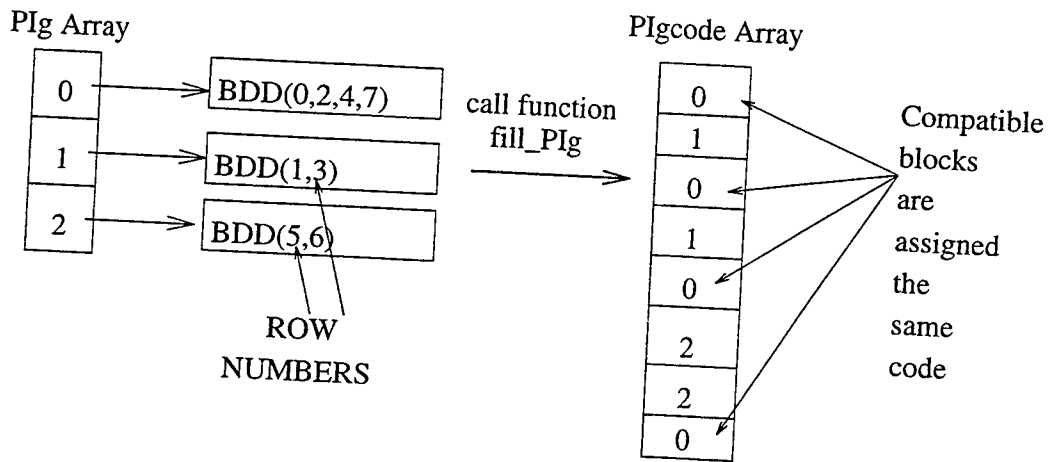 PIg Array
0
BDD(0,2,4,7)
1
BDD(1,3)
2
BDD(5,6)
ROW
NUMBERS
call function
fill_PIg
PIgcode Array
0
1
0
1
0
2
2
0
Compatible
blocks
are
assigned
the
same
code